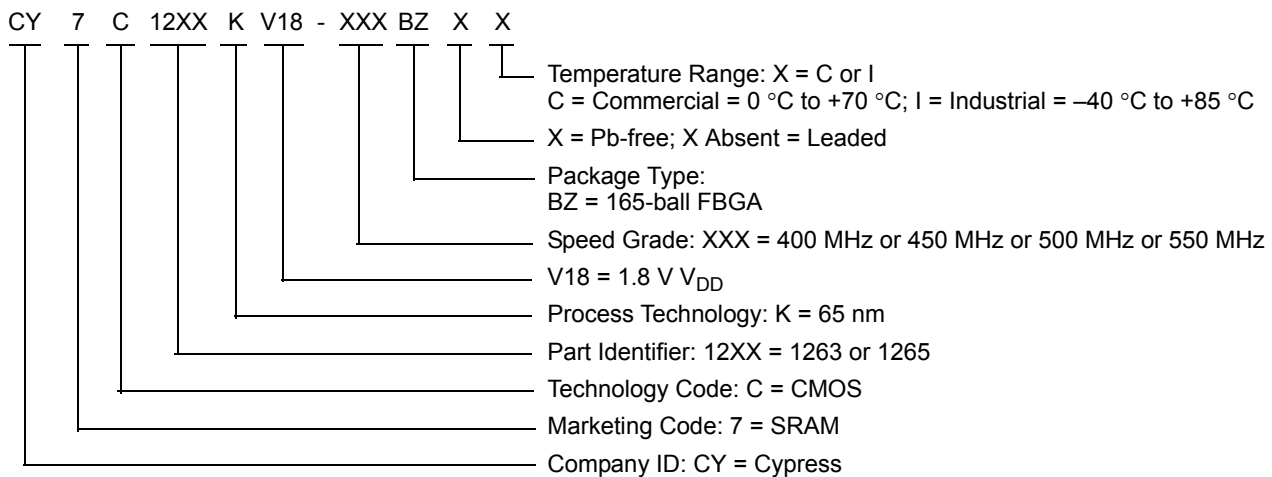 CY 7 C 12XX K V18 - XXX BZ X X
Temperature Range: X = C or I
C = Commercial = 0 °C to +70 °C; I = Industrial = –40 °C to +85 °C
X = Pb-free; X Absent = Leaded
Package Type:
BZ = 165-ball FBGA
Speed Grade: XXX = 400 MHz or 450 MHz or 500 MHz or 550 MHz
V18 = 1.8 V VDD
Process Technology: K = 65 nm
Part Identifier: 12XX = 1263 or 1265
Technology Code: C = CMOS
Marketing Code: 7 = SRAM
Company ID: CY = Cypress